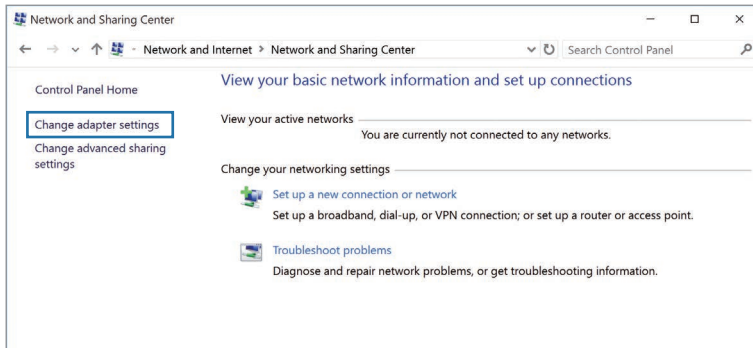 Network and Sharing Center
Network and Internet > Network and Sharing Center
Search Control Panel
Control Panel Home
Change adapter settings
Change advanced sharing
settings
View your basic network information and set up connections
View your active networks
You are currently not connected to any networks.
Change your networking settings
Set up a new connection or network
Set up a broadband, dial-up, or VPN connection; or set up a router or access point.
Troubleshoot problems
Diagnose and repair network problems, or get troubleshooting information.